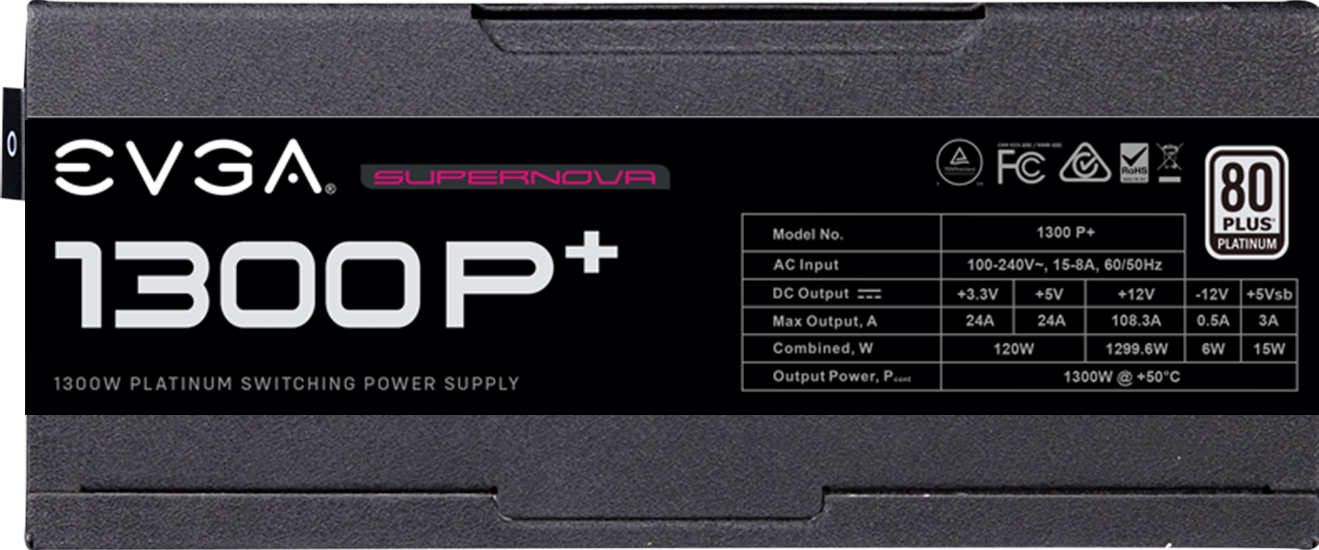 EVGA®
SUPERNOVA
1300 P+
1300W PLATINUM SWITCHING POWER SUPPLY
FC
RoHS
80
PLUS®
PLATINUM
Model No. 1300 P+
AC Input 100-240V~, 15-8A, 60/50Hz
DC Output +3.3V +5V +12V -12V +5Vsb
Max Output, A 24A 24A 108.3A 0.5A 3A
Combined, W 120W 1299.6W 6W 15W
Output Power, Pcont 1300W @ +50°C
O